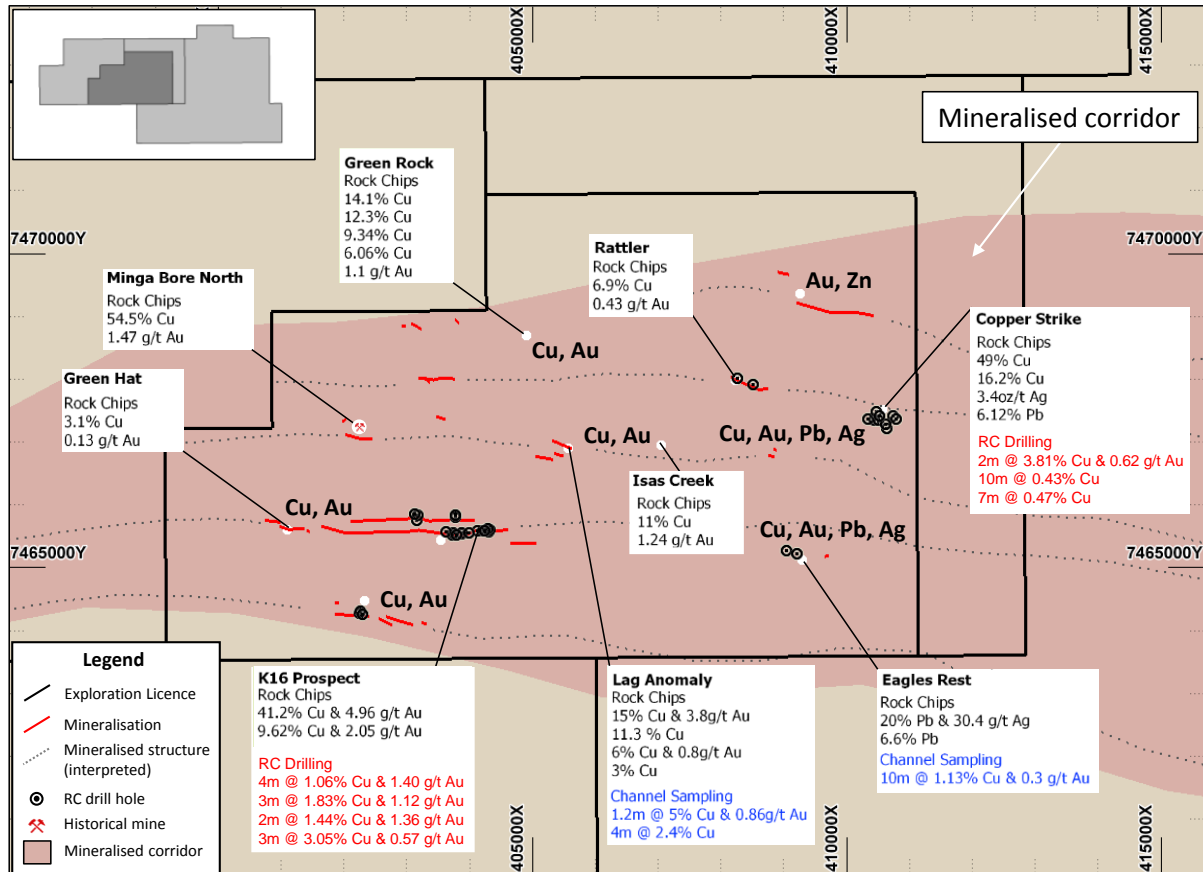 405000X
410000X
415000X
Mineralised corridor
Green Rock
Rock Chips
14.1% Cu
12.3% Cu
9.34% Cu
6.06% Cu
1.1 g/t Au
7470000Y
7470000Y
Rattler
Rock Chips
6.9% Cu
0.43 g/t Au
Minga Bore North
Rock Chips
54.5% Cu
1.47 g/t Au
Au, Zn
Copper Strike
Rock Chips
49% Cu
16.2% Cu
3.4oz/t Ag
6.12% Pb
RC Drilling
2m @ 3.81% Cu & 0.62 g/t Au
10m @ 0.43% Cu
7m @ 0.47% Cu
Cu, Au
Green Hat
Rock Chips
3.1% Cu
0.13 g/t Au
Cu, Au
Cu, Au, Pb, Ag
Isas Creek
Rock Chips
11% Cu
1.24 g/t Au
Cu, Au
Cu, Au, Pb, Ag
7465000Y
7465000Y
Cu, Au
Legend
Exploration Licence
Mineralisation
Mineralised structure
(interpreted)
RC drill hole
Historical mine
Mineralised corridor
K16 Prospect
Rock Chips
41.2% Cu & 4.96 g/t Au
9.62% Cu & 2.05 g/t Au
RC Drilling
4m @ 1.06% Cu & 1.40 g/t Au
3m @ 1.83% Cu & 1.12 g/t Au
2m @ 1.44% Cu & 1.36 g/t Au
3m @ 3.05% Cu & 0.57 g/t Au
Lag Anomaly
Rock Chips
15% Cu & 3.8g/t Au
11.3 % Cu
6% Cu & 0.8g/t Au
3% Cu
Channel Sampling
1.2m @ 5% Cu & 0.86g/t Au
4m @ 2.4% Cu
Eagles Rest
Rock Chips
20% Pb & 30.4 g/t Ag
6.6% Pb
Channel Sampling
10m @ 1.13% Cu & 0.3 g/t Au
405000X
410000X
415000X